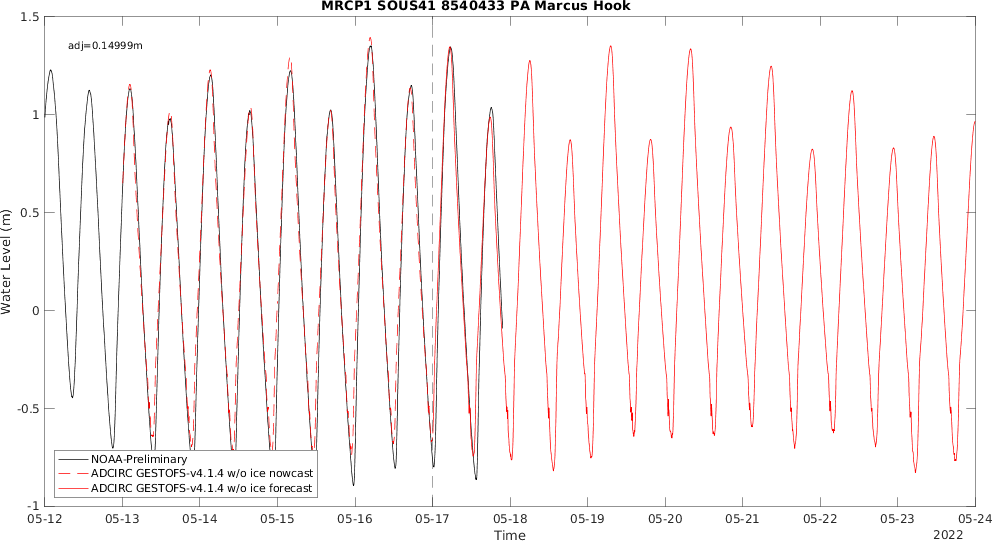 MRCP1 SOUS41 8540433 PA Marcus Hook
adj=0.14999m
1.5
1
0.5
0
-0.5
-1
Water Level (m)
NOAA-Preliminary
ADCIRC GESTOFS-v4.1.4 w/o ice nowcast
ADCIRC GESTOFS-v4.1.4 w/o ice forecast
05-12 05-13 05-14 05-15 05-16 05-17 05-18 05-19 05-20 05-21 05-22 05-23 05-24
Time
2022